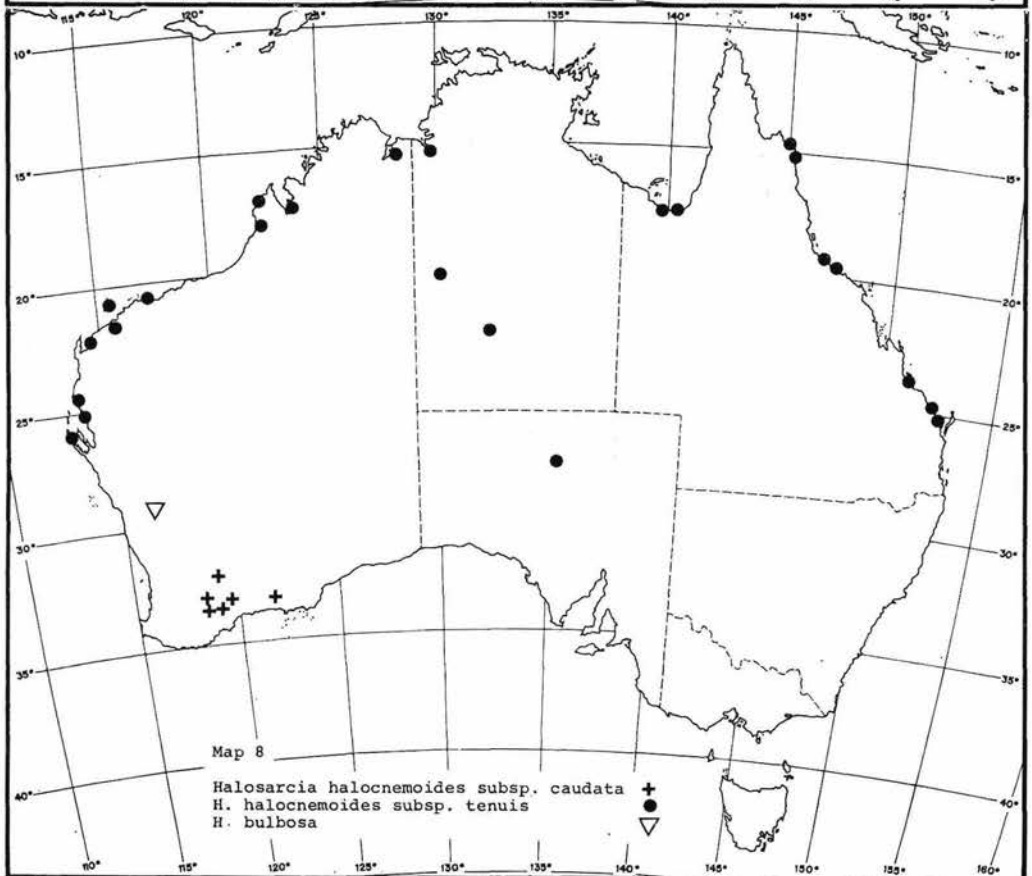 115° 120° 125° 130° 135° 140° 145° 150°
10° 10°
15° 15°
20° 20°
25° 25°
30° 30°
35° 35°
40° 40°
Map 8
Halosarcia halocnemoides subsp. caudata
H. halocnemoides subsp. tenuis
H. bulbosa
110° 115° 120° 125° 130° 135° 140° 145° 150° 155° 160°